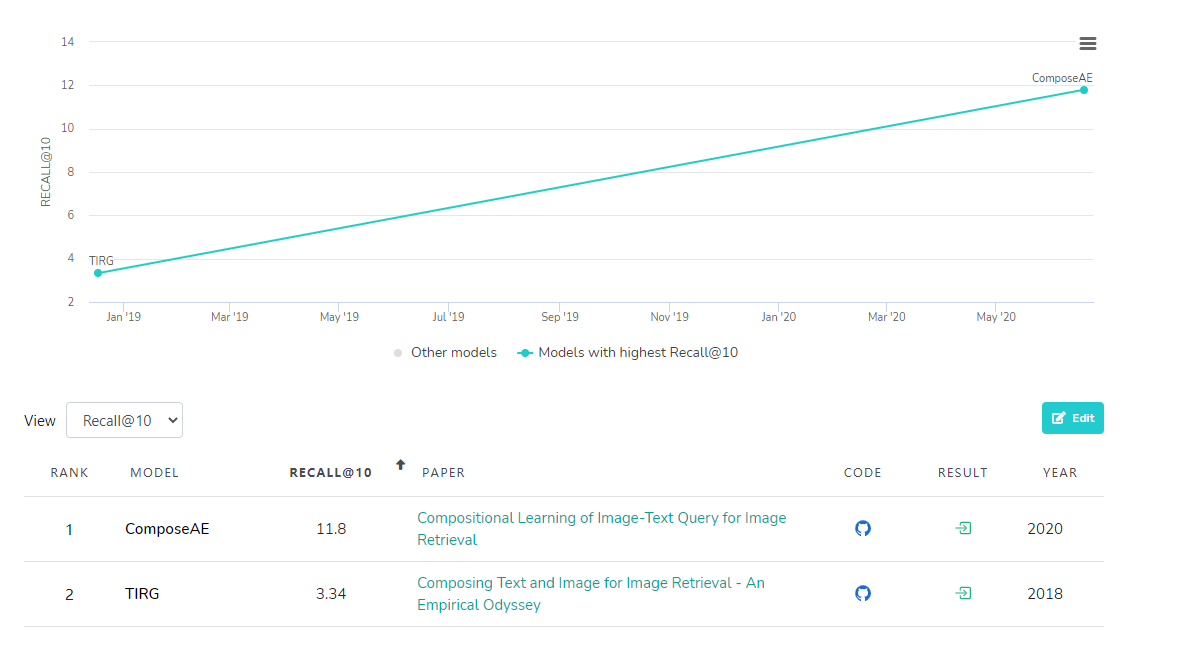 14
12
10
8
6
4
2
RECALL@10
ComposeAE
TIRG
Jan '19 Mar '19 May '19 Jul '19 Sep '19 Nov '19 Jan '20 Mar '20 May '20
Other models Models with highest Recall@10
View Recall@10 Edit
RANK MODEL RECALL@10 PAPER CODE RESULT YEAR
1 ComposeAE 11.8 Compositional Learning of Image-Text Query for Image
Retrieval 2020
2 TIRG 3.34 Composing Text and Image for Image Retrieval - An
Empirical Odyssey 2018